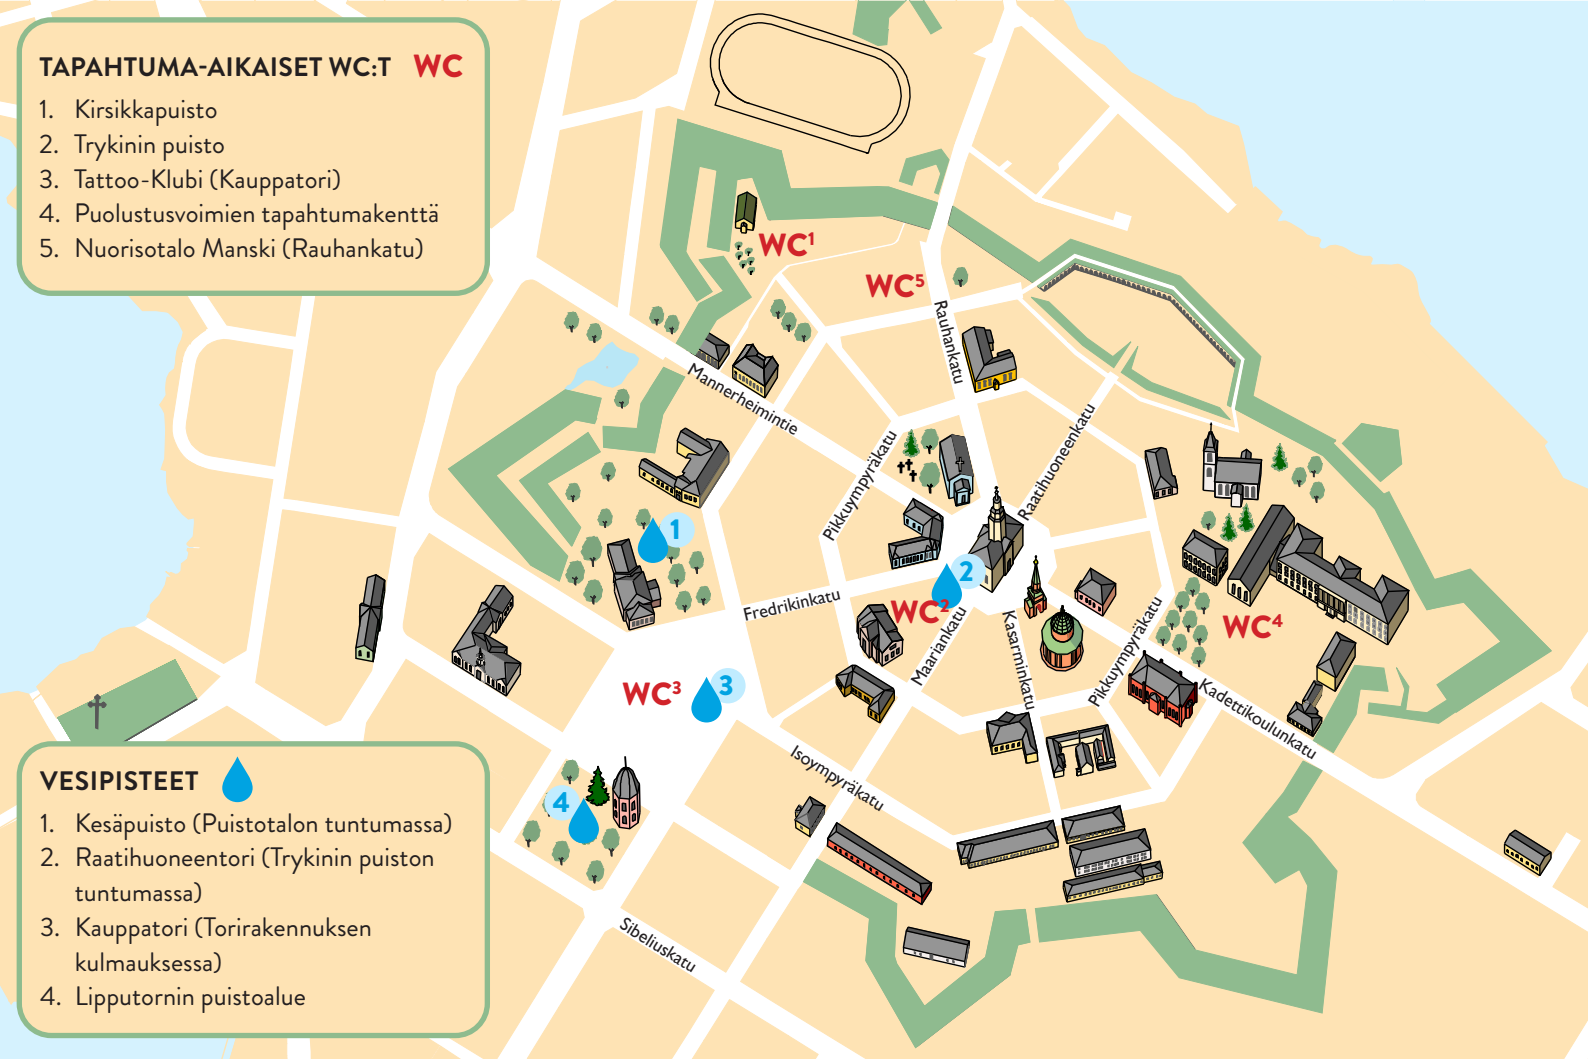 TAPAHTUMA-AIKAISET WC:T WC
1. Kirsikkapuisto
2. Trykinin puisto
3. Tattoo-Klubi (Kauppatori)
4. Puolustusvoimien tapahtumakenttä
5. Nuorisotalo Manski (Rauhankatu)
WC¹
WC⁵
Rauhankatu
Mannerheimintie
Pikkuympyräkatu
Raatihuoneenkatu
1
2
Fredrikinkatu
WC²
Maariankatu
Kasarminkatu
Pikkuympyräkatu
WC⁴
WC³
3
Kadettikoulunkatu
Isoympyräkatu
4
Sibeliuskatu
VESIPISTEET
1. Kesäpuisto (Puistotalon tuntumassa)
2. Raatihuoneentori (Trykinin puiston
tuntumassa)
3. Kauppatori (Torirakennuksen
kulmauksessa)
4. Lipputornin puistoalue